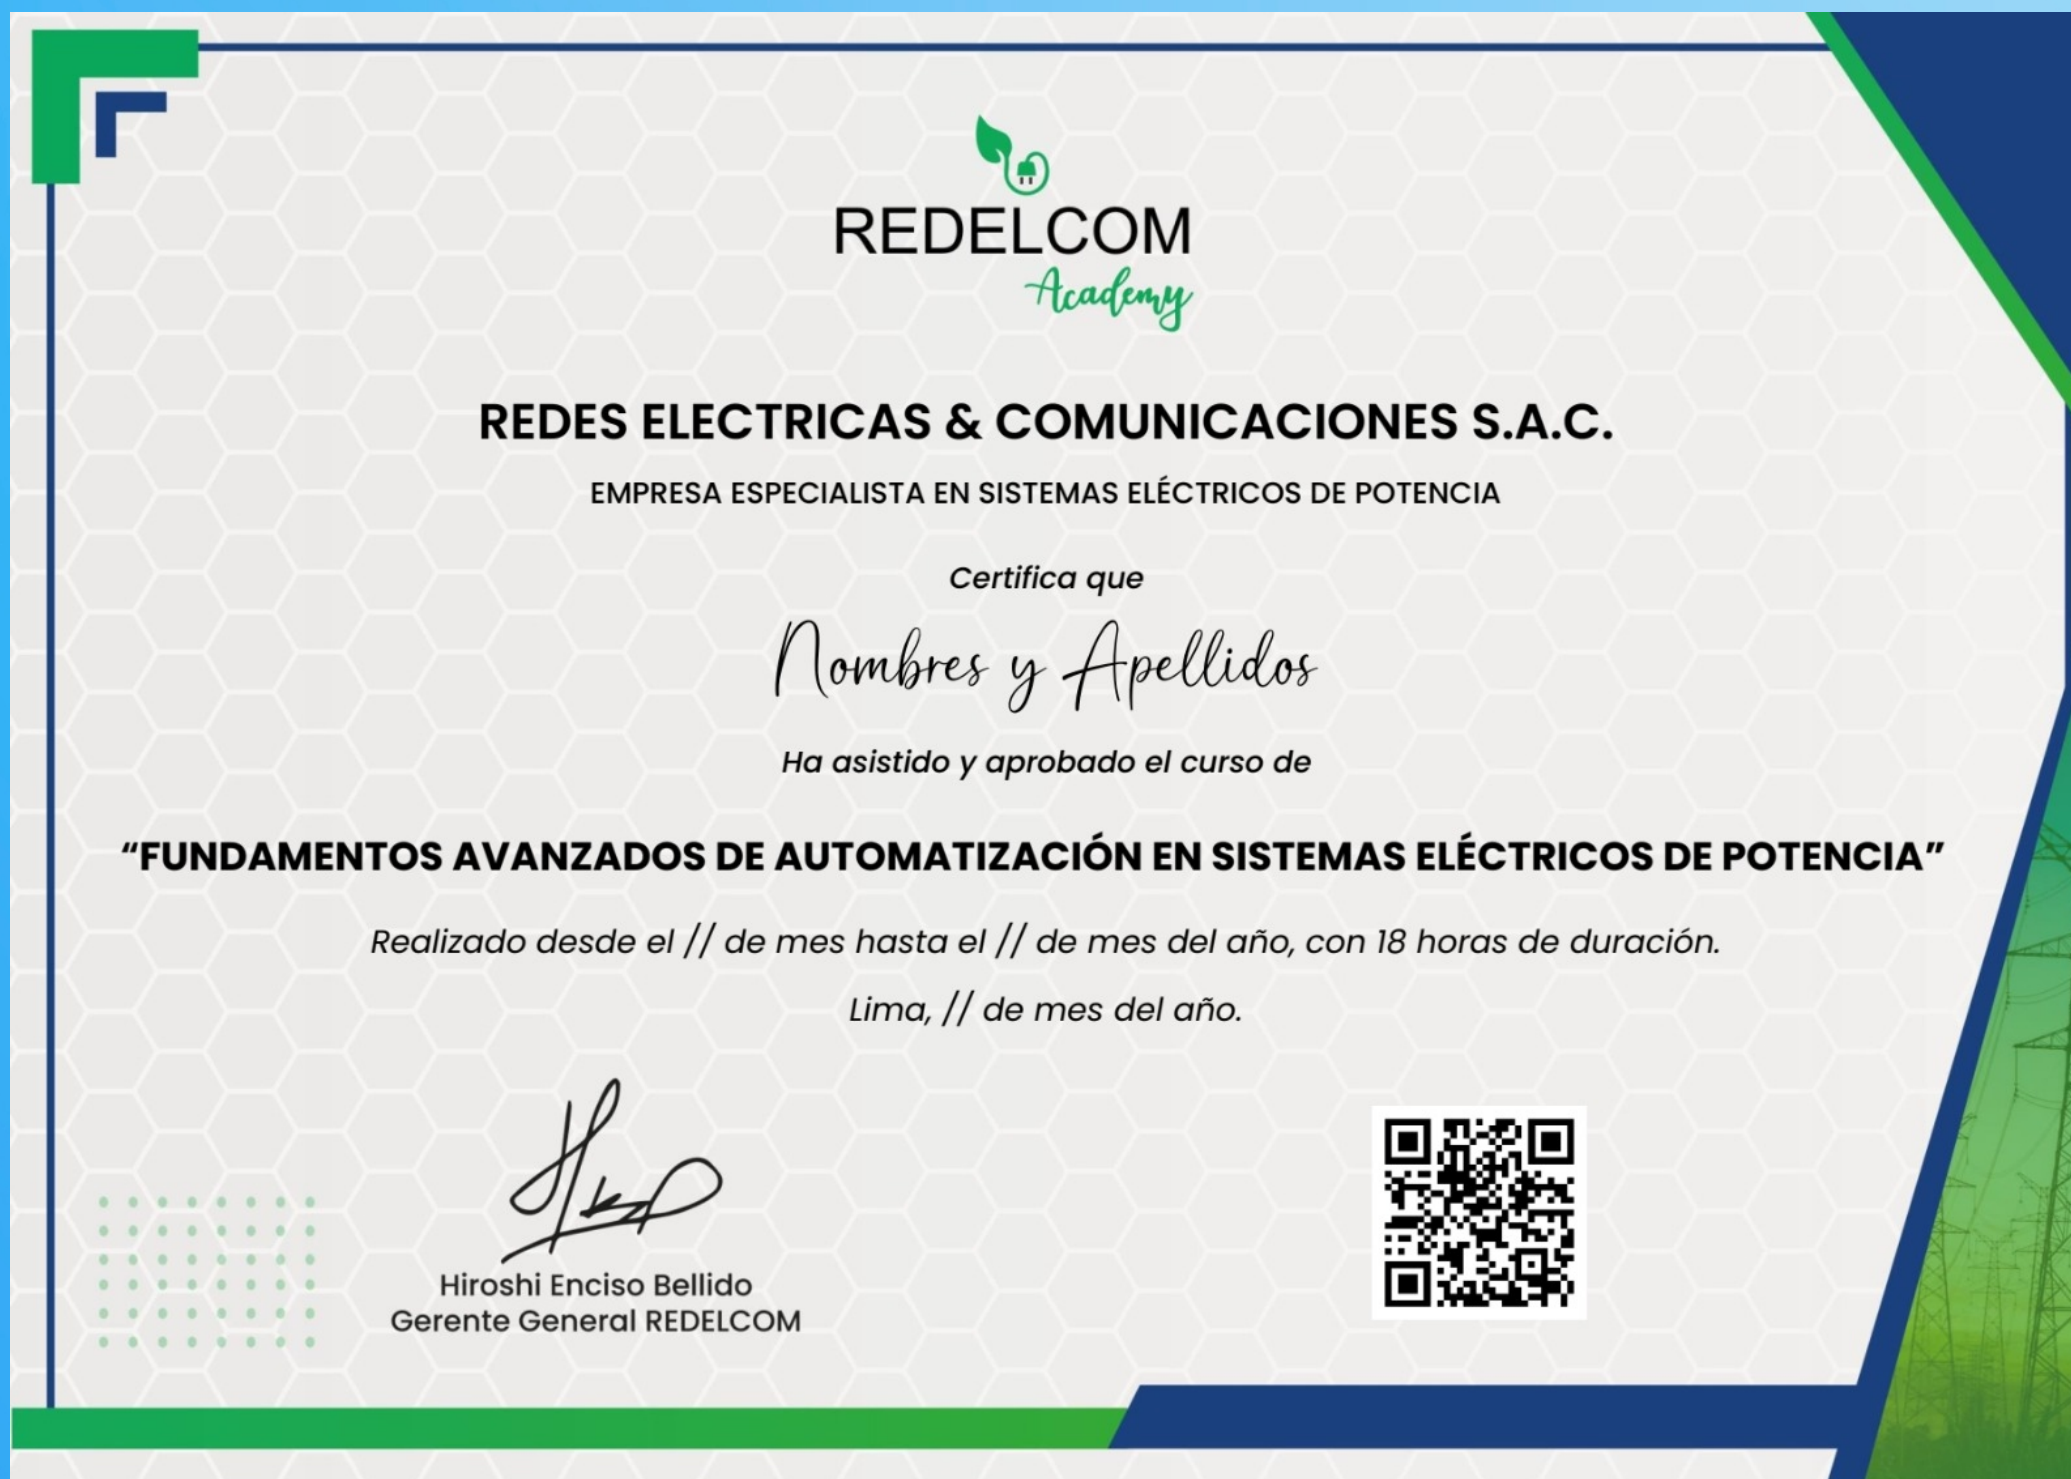 REDELCOM
Academy
REDES ELECTRICAS & COMUNICACIONES S.A.C.
EMPRESA ESPECIALISTA EN SISTEMAS ELÉCTRICOS DE POTENCIA
Certifica que
Nombres y Apellidos
Ha asistido y aprobado el curso de
“FUNDAMENTOS AVANZADOS DE AUTOMATIZACIÓN EN SISTEMAS ELÉCTRICOS DE POTENCIA”
Realizado desde el // de mes hasta el // de mes del año, con 18 horas de duración.
Lima, // de mes del año.
Hiroshi Enciso Bellido
Gerente General REDELCOM